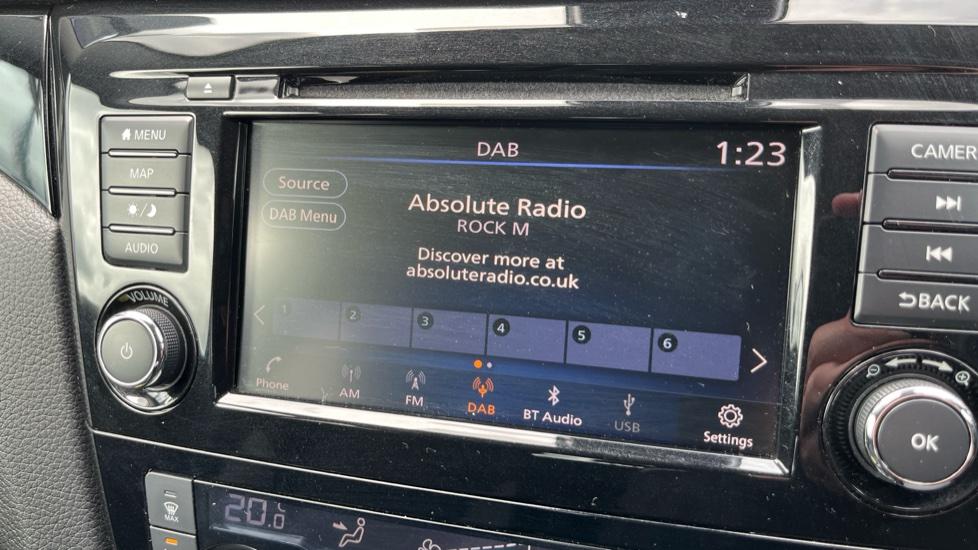 MENU
MAP
AUDIO
VOLUME
DAB
1:23
Source
DAB Menu
Absolute Radio
ROCK M
Discover more at
absoluteradio.co.uk
1 2 3 4 5 6
Phone AM FM DAB BT Audio USB Settings
CAMER
BACK
OK
MAX
20.0